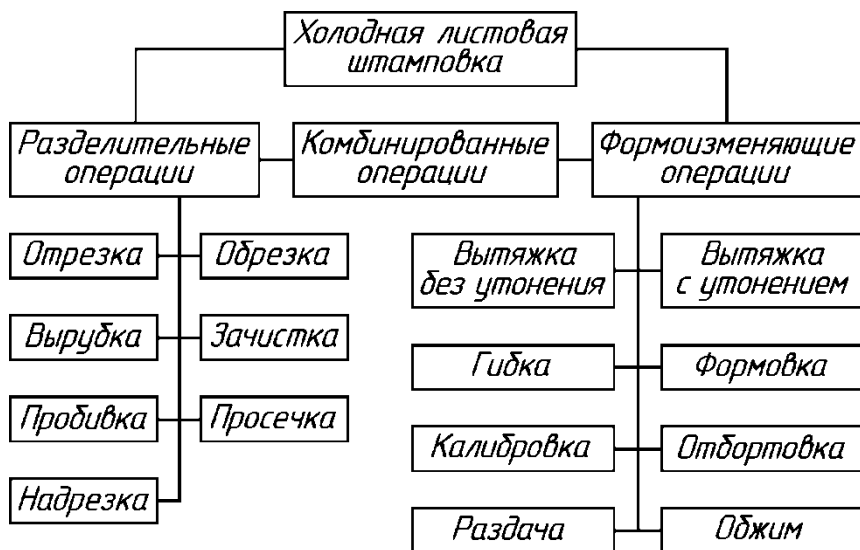 Холодная листовая
штамповка
Разделительные
операции
Комбинированные
операции
Формоизменяющие
операции
Отрезка
Обрезка
Вырубка
Зачистка
Пробивка
Просечка
Надрезка
Вытяжка
без утонения
Вытяжка
с утонением
Гибка
Формовка
Калибровка
Отбортовка
Раздача
Обжим